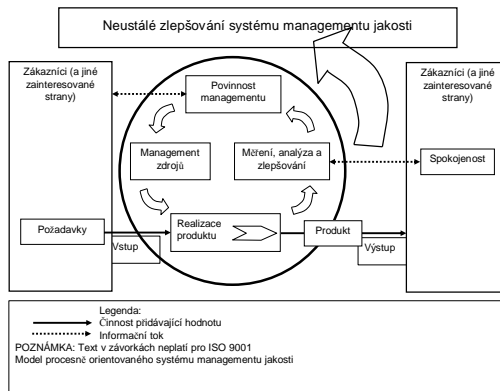 Neustálé zlepšování systému managementu jakosti
Zákazníci (a jiné
zainteresované
strany)
Povinnost
managementu
Zákazníci (a jiné
zainteresované
strany)
Management
zdrojů
Měření, analýza a
zlepšování
Spokojenost
Požadavky
Realizace
produktu
Produkt
Vstup
Výstup
Legenda:
Činnost přidávající hodnotu
Informační tok
POZNÁMKA: Text v závorkách neplatí pro ISO 9001
Model procesně orientovaného systému managementu jakosti